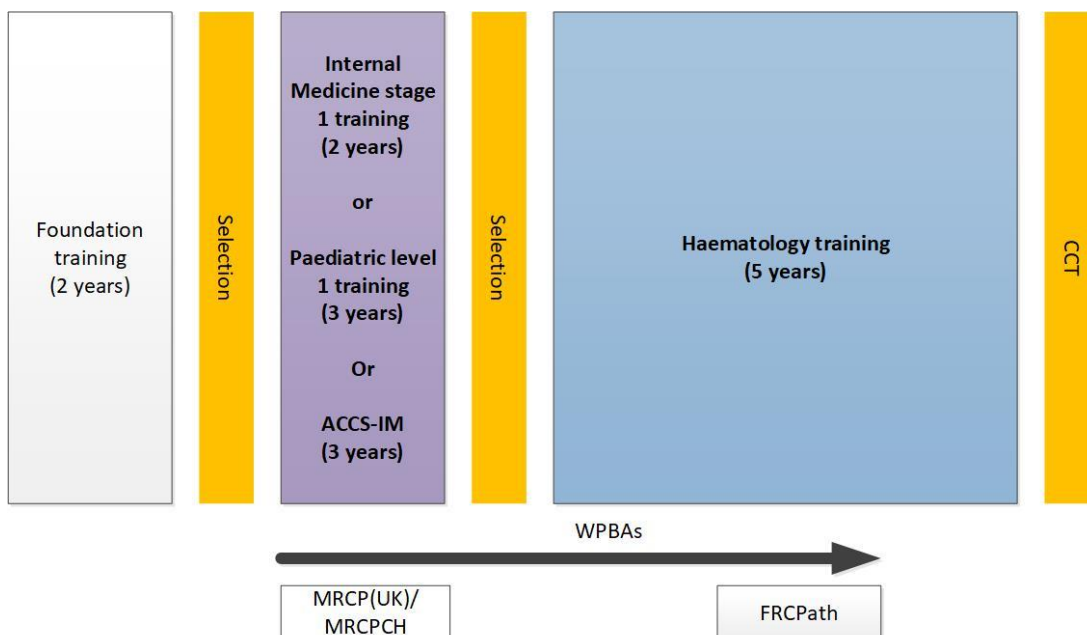 Foundation
training
(2 years)
Selection
Internal
Medicine stage
1 training
(2 years)
or
Paediatric level
1 training
(3 years)
Or
ACCS-IM
(3 years)
Selection
Haematology training
(5 years)
CCT
WPBAs
MRCP(UK)/
MRCPCH
FRCPath